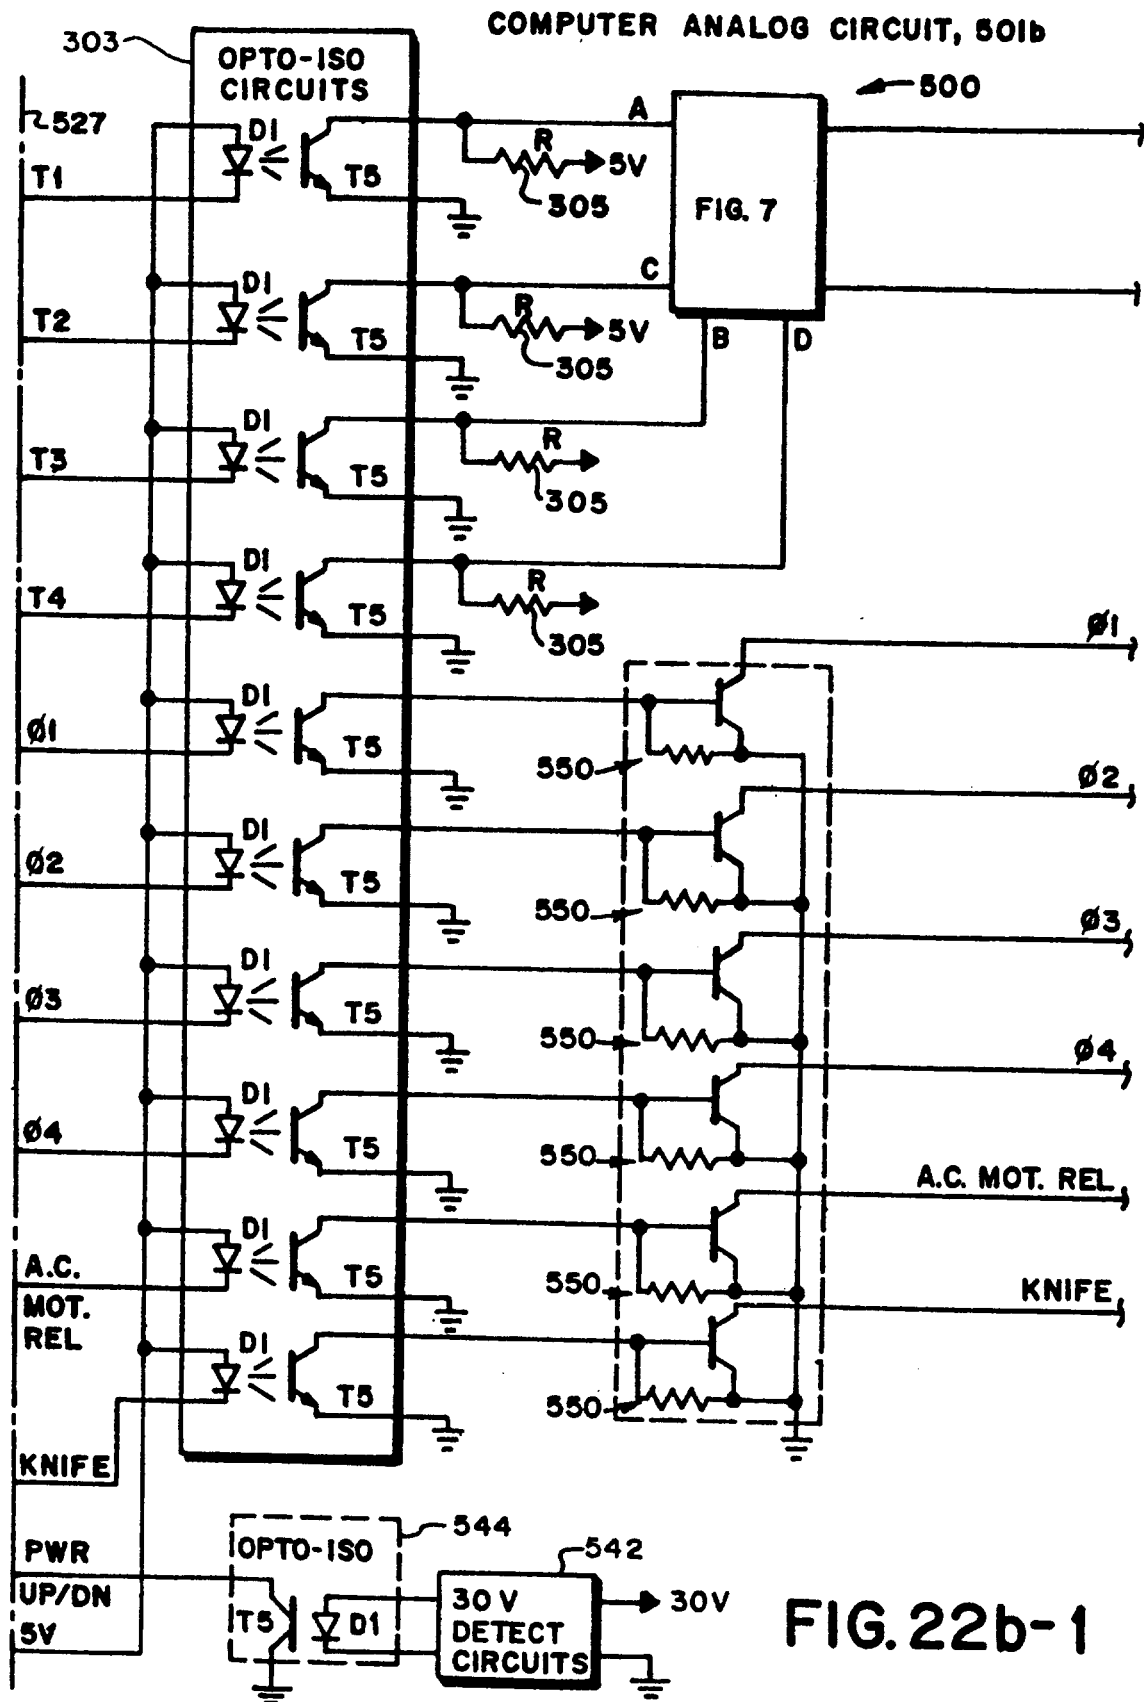 COMPUTER ANALOG CIRCUIT, 501b
303
OPTO-ISO
CIRCUITS
500
527
D1
A
R
5V
T1
T5
305
FIG. 7
D1
C
R
5V
T2
T5
305
B
D
D1
R
T3
T5
305
D1
R
T4
T5
305
Ø1
D1
Ø1
T5
550
Ø2
D1
Ø2
T5
550
Ø3
D1
Ø3
T5
550
Ø4
D1
Ø4
T5
550
A.C. MOT. REL
D1
A.C.
MOT.
REL
T5
550
KNIFE
D1
T5
550
KNIFE
544
PWR
UP/DN
5V
OPTO-ISO
T5
D1
542
30 V
DETECT
CIRCUITS
30V
FIG. 22b-1